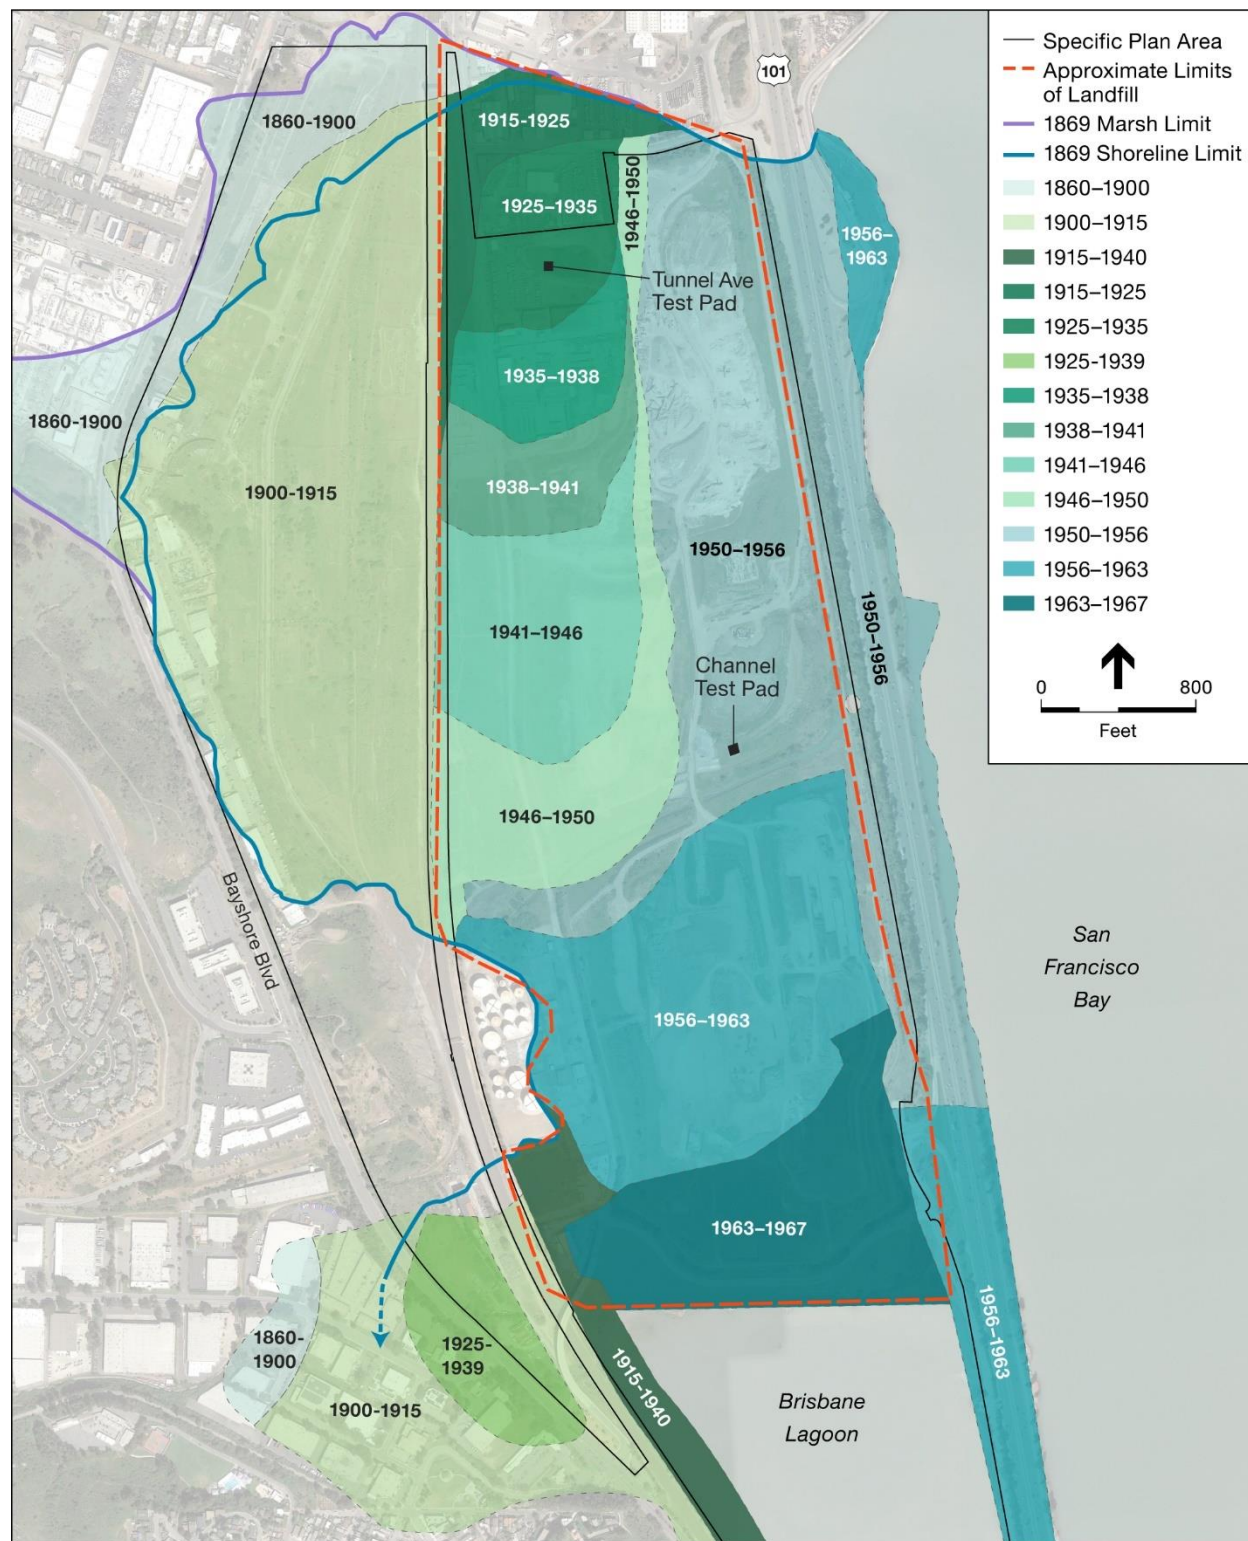 Specific Plan Area
Approximate Limits
of Landfill
1869 Marsh Limit
1869 Shoreline Limit
1860–1900
1900–1915
1915–1940
1915–1925
1925–1935
1925-1939
1935–1938
1938–1941
1941–1946
1946–1950
1950–1956
1956–1963
1963–1967
0
800
Feet
101
1860-1900
1915-1925
1925–1935
1946–1950
1956–
1963
Tunnel Ave
Test Pad
1935–1938
1860-1900
1938–1941
1900-1915
1950–1956
1950–1956
1941–1946
Channel
Test Pad
1946–1950
Bayshore Blvd
San
Francisco
Bay
1956–1963
1963–1967
1860-
1900
1925-
1939
1900-1915
1915-1940
1956–1963
Brisbane
Lagoon